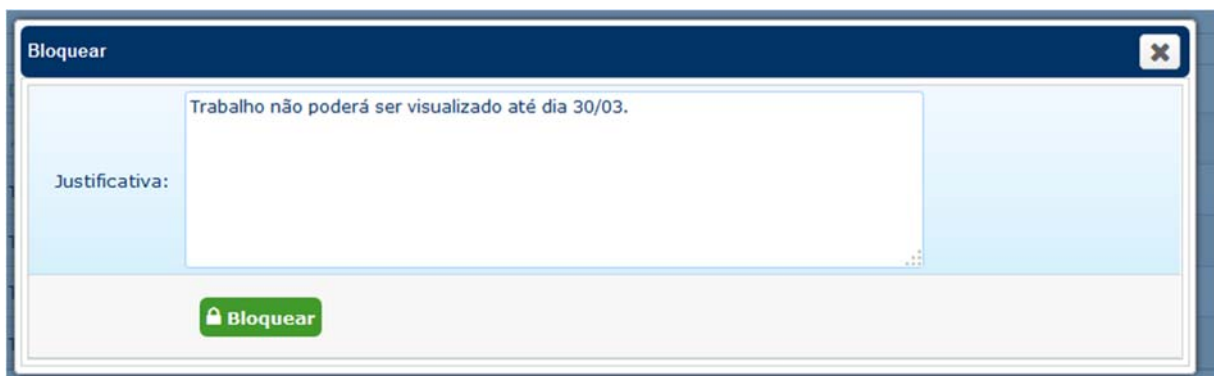 Bloquear
Trabalho não poderá ser visualizado até dia 30/03.
Justificativa:
Bloquear